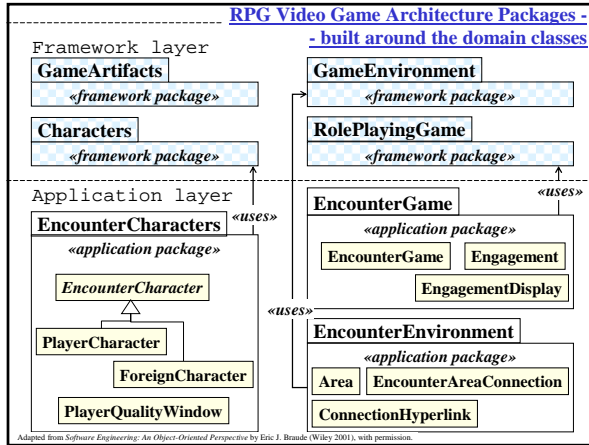 RPG Video Game Architecture Packages -
- built around the domain classes
Framework layer
GameArtifacts
«framework package»
Characters
«framework package»
GameEnvironment
«framework package»
RolePlayingGame
«framework package»
Application layer
«uses»
«uses»
EncounterCharacters
«application package»
EncounterCharacter
PlayerCharacter
ForeignCharacter
PlayerQualityWindow
EncounterGame
«application package»
EncounterGame
Engagement
EngagementDisplay
«uses»
EncounterEnvironment
«application package»
Area
EncounterAreaConnection
ConnectionHyperlink
Adapted from Software Engineering: An Object-Oriented Perspective by Eric J. Braude (Wiley 2001), with permission.